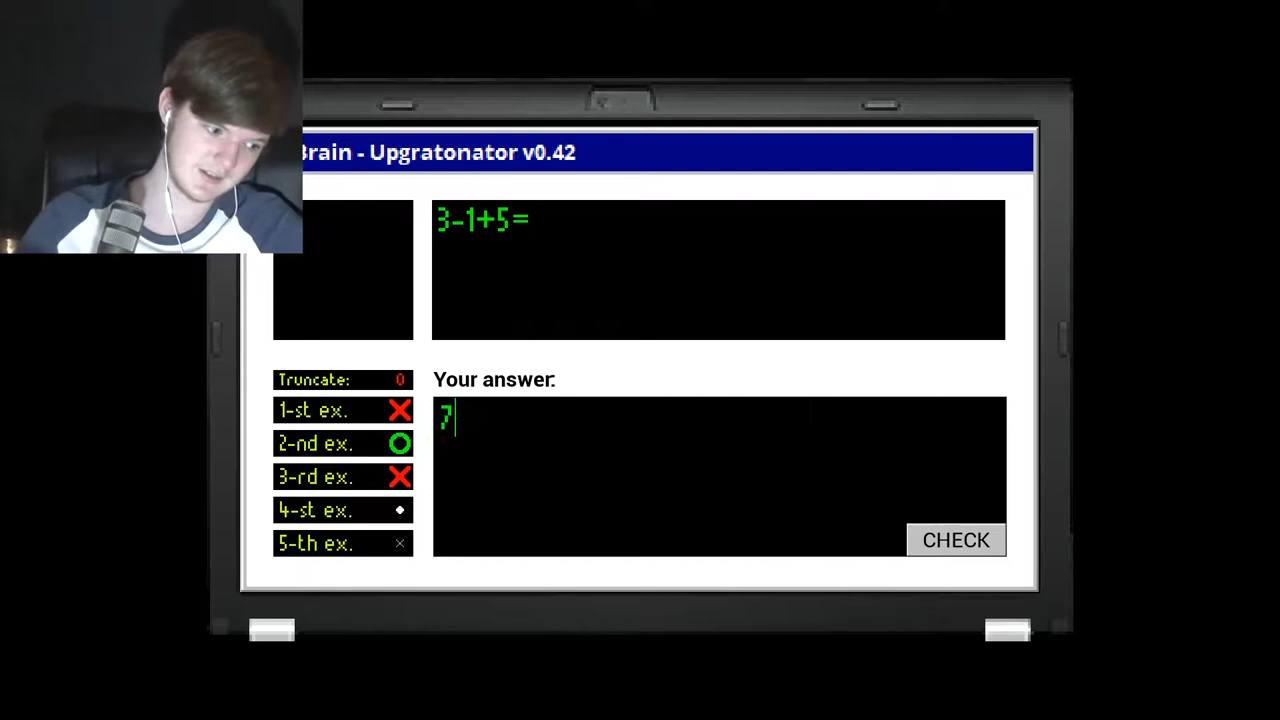 Brain - Upgratonator v0.42
3-1+5=
Truncate: 0
1-st ex.
2-nd ex.
3-rd ex.
4-st ex.
5-th ex.
Your answer:
7
CHECK